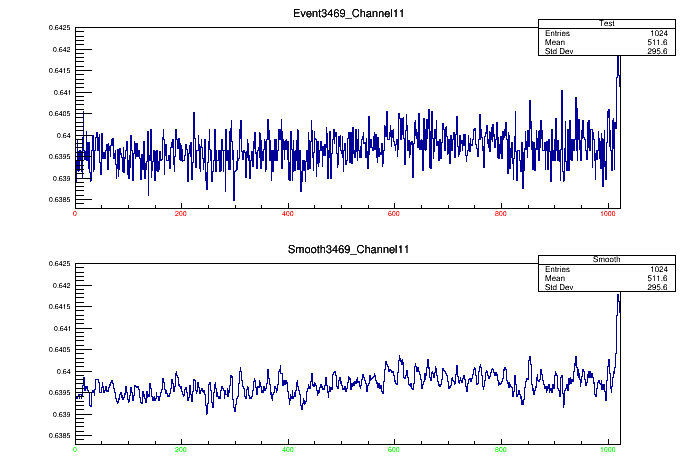 Event3469_Channel11
Test
Entries 1024
Mean 511.6
Std Dev 295.6
0.6425
0.642
0.6415
0.641
0.6405
0.64
0.6395
0.639
0.6385
0 200 400 600 800 1000
Smooth3469_Channel11
Smooth
Entries 1024
Mean 511.6
Std Dev 295.6
0.6425
0.642
0.6415
0.641
0.6405
0.64
0.6395
0.639
0.6385
0 200 400 600 800 1000